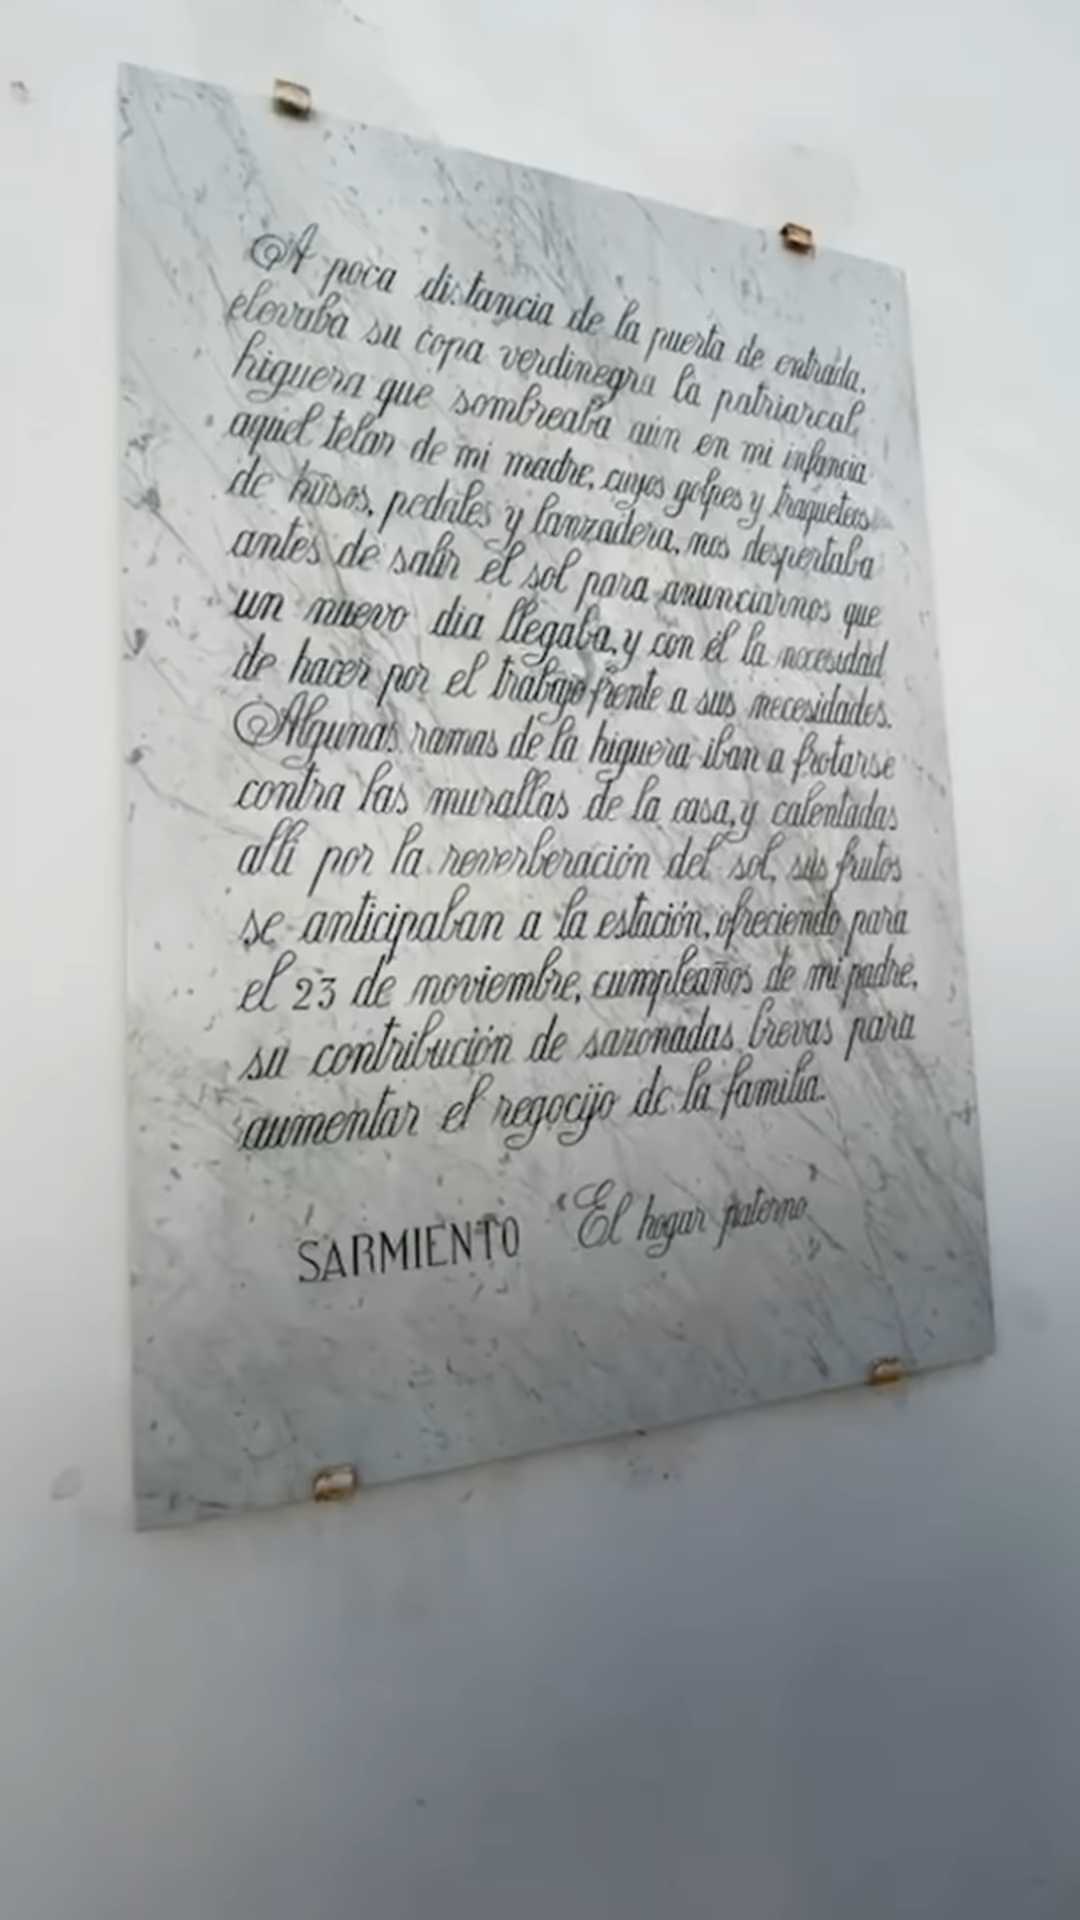 A poca distancia de la puerta de entrada,
elevaba su copa verdinegra la patriarcal
higuera que sombreaba aún en mi infancia
aquel telar de mi madre, cuyos golpes y traqueteos
de husos, pedales y lanzadera, nos despertaba
antes de salir el sol para anunciarnos que
un nuevo dia llegaba, y con él la necesidad
de hacer por el trabajo frente a sus necesidades.
Algunas ramas de la higuera iban a frotarse
contra las murallas de la casa, y calentadas
allí por la reverberación del sol, sus frutos
se anticipaban a la estación, ofreciendo para
el 23 de noviembre, cumpleaños de mi padre,
su contribución de sazonadas brevas para
aumentar el regocijo de la familia.
SARMIENTO "El hogar paterno"